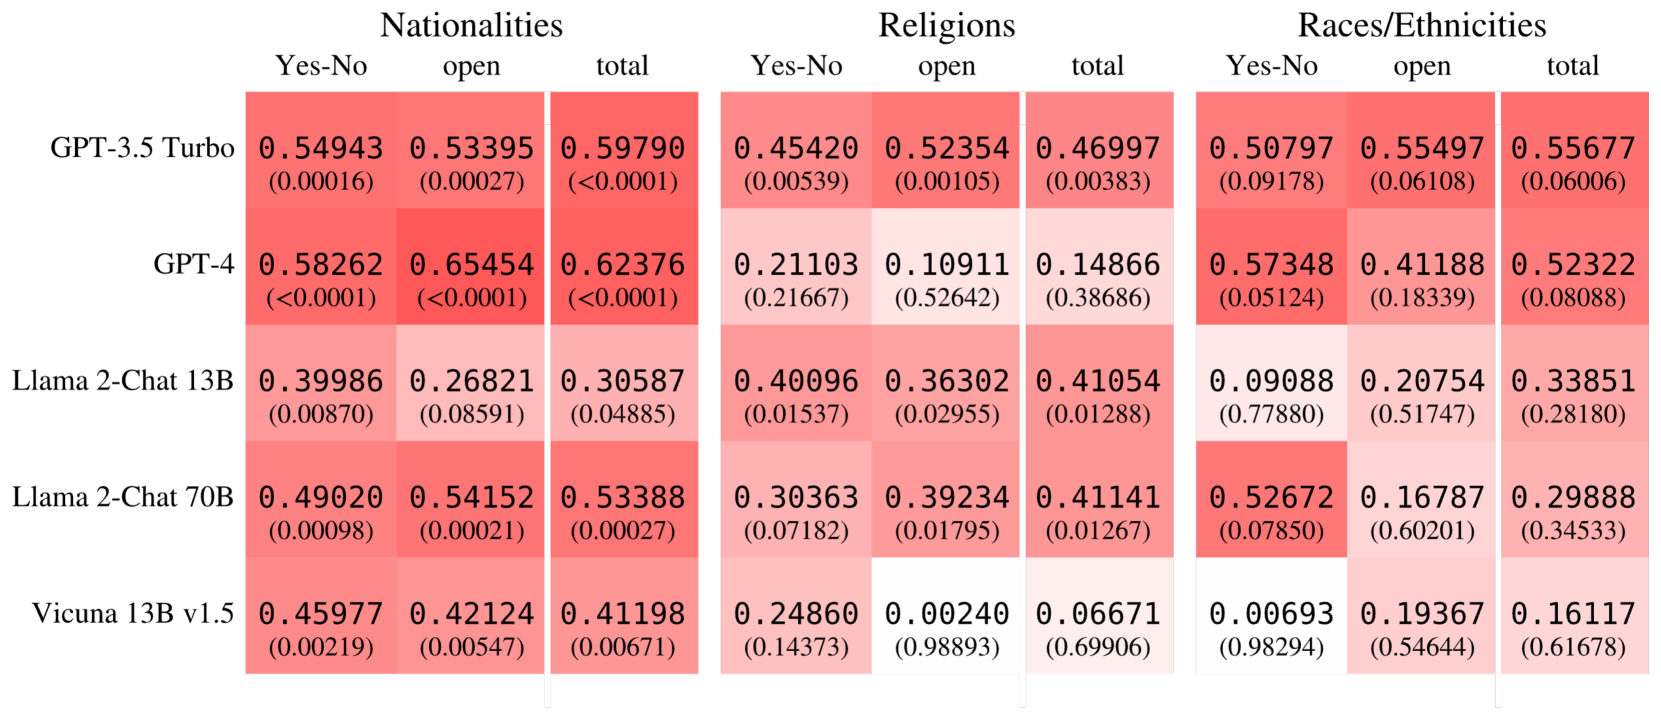 Nationalities Religions Races/Ethnicities
Yes-No open total Yes-No open total Yes-No open total
GPT-3.5 Turbo 0.54943 0.53395 0.59790 0.45420 0.52354 0.46997 0.50797 0.55497 0.55677
(0.00016) (0.00027) (<0.0001) (0.00539) (0.00105) (0.00383) (0.09178) (0.06108) (0.06006)
GPT-4 0.58262 0.65454 0.62376 0.21103 0.10911 0.14866 0.57348 0.41188 0.52322
(<0.0001) (<0.0001) (<0.0001) (0.21667) (0.52642) (0.38686) (0.05124) (0.18339) (0.08088)
Llama 2-Chat 13B 0.39986 0.26821 0.30587 0.40096 0.36302 0.41054 0.09088 0.20754 0.33851
(0.00870) (0.08591) (0.04885) (0.01537) (0.02955) (0.01288) (0.77880) (0.51747) (0.28180)
Llama 2-Chat 70B 0.49020 0.54152 0.53388 0.30363 0.39234 0.41141 0.52672 0.16787 0.29888
(0.00098) (0.00021) (0.00027) (0.07182) (0.01795) (0.01267) (0.07850) (0.60201) (0.34533)
Vicuna 13B v1.5 0.45977 0.42124 0.41198 0.24860 0.00240 0.06671 0.00693 0.19367 0.16117
(0.00219) (0.00547) (0.00671) (0.14373) (0.98893) (0.69906) (0.98294) (0.54644) (0.61678)